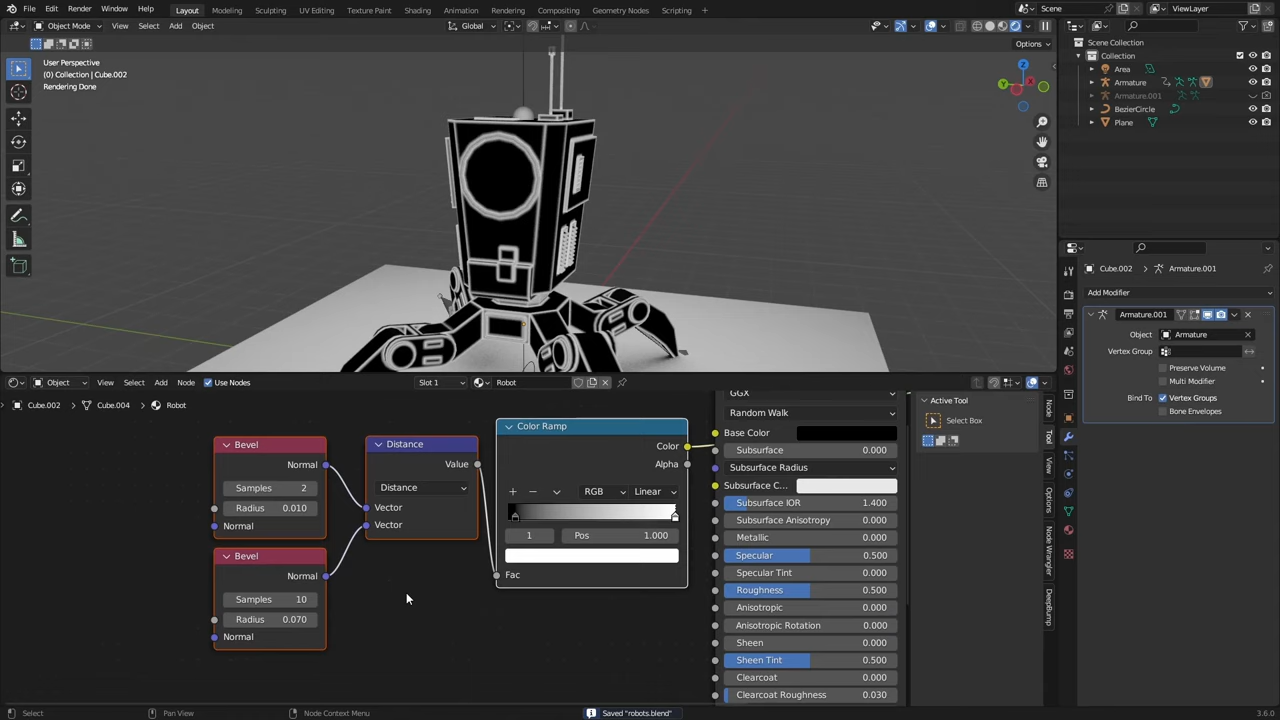 File Edit Render Window Help Layout Modeling Sculpting UV Editing Texture Paint Shading Animation Rendering Compositing Geometry Nodes Scripting + Scene ViewLayer
Object Mode View Select Add Object Global
Options
User Perspective
(0) Collection | Cube.002
Rendering Done
Z
Y
X
Scene Collection
Collection
Area
Armature
Armature.001
BezierCircle
Plane
Cube.002 Armature.001
Add Modifier
Armature.001
Object Armature
Vertex Group
Preserve Volume
Multi Modifier
Bind To Vertex Groups
Bone Envelopes
Object View Select Add Node Use Nodes Slot 1 Robot
Cube.002 Cube.004 Robot
Bevel
Normal
Samples 2
Radius 0.010
Normal
Bevel
Normal
Samples 10
Radius 0.070
Normal
Distance
Value
Distance
Vector
Vector
Color Ramp
Color
Alpha
RGB Linear
1 Pos 1.000
Fac
GGX
Random Walk
Base Color
Subsurface 0.000
Subsurface Radius
Subsurface C...
Subsurface IOR 1.400
Subsurface Anisotropy 0.000
Metallic 0.000
Specular 0.500
Specular Tint 0.000
Roughness 0.500
Anisotropic 0.000
Anisotropic Rotation 0.000
Sheen 0.000
Sheen Tint 0.500
Clearcoat 0.000
Clearcoat Roughness 0.030
Active Tool
Select Box
Node
Tool
View
Options
Node Wrangler
DeepBump
Select Pan View Node Context Menu Saved "robots.blend" 3.6.0